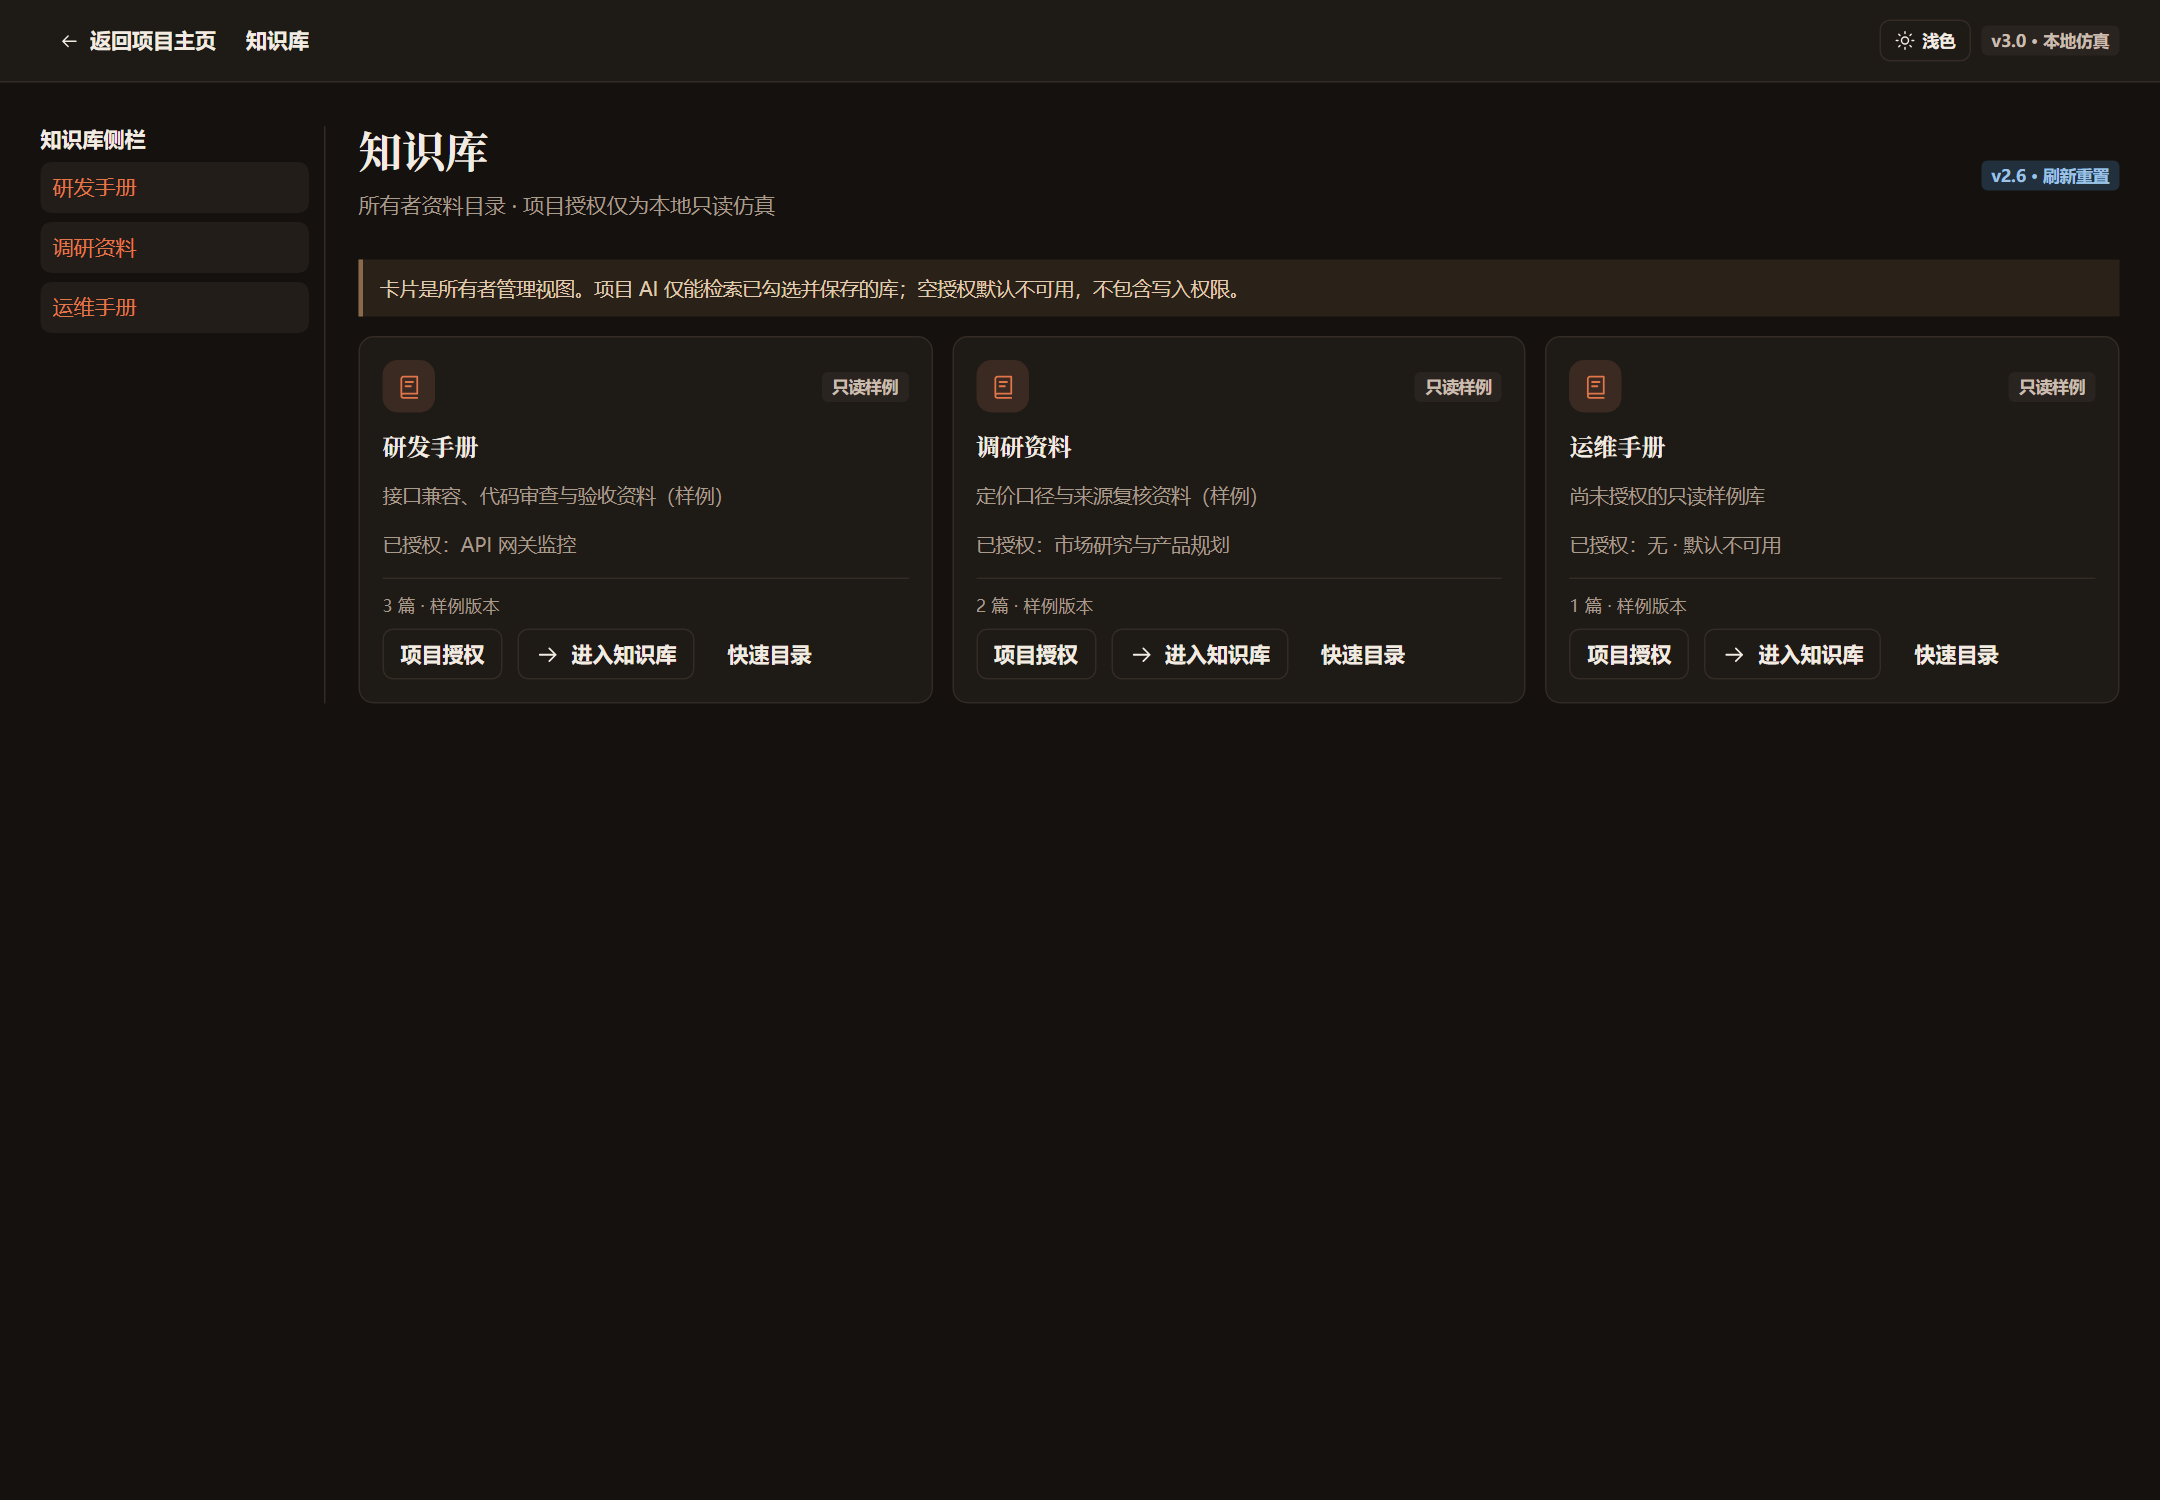 返回项目主页 知识库
浅色 v3.0 • 本地仿真
知识库侧栏
研发手册
调研资料
运维手册
知识库
所有者资料目录 · 项目授权仅为本地只读仿真
v2.6 • 刷新重置
卡片是所有者管理视图。项目 AI 仅能检索已勾选并保存的库；空授权默认不可用，不包含写入权限。
只读样例
研发手册
接口兼容、代码审查与验收资料（样例）
已授权：API 网关监控
3 篇 · 样例版本
项目授权 进入知识库 快速目录
只读样例
调研资料
定价口径与来源复核资料（样例）
已授权：市场研究与产品规划
2 篇 · 样例版本
项目授权 进入知识库 快速目录
只读样例
运维手册
尚未授权的只读样例库
已授权：无 · 默认不可用
1 篇 · 样例版本
项目授权 进入知识库 快速目录